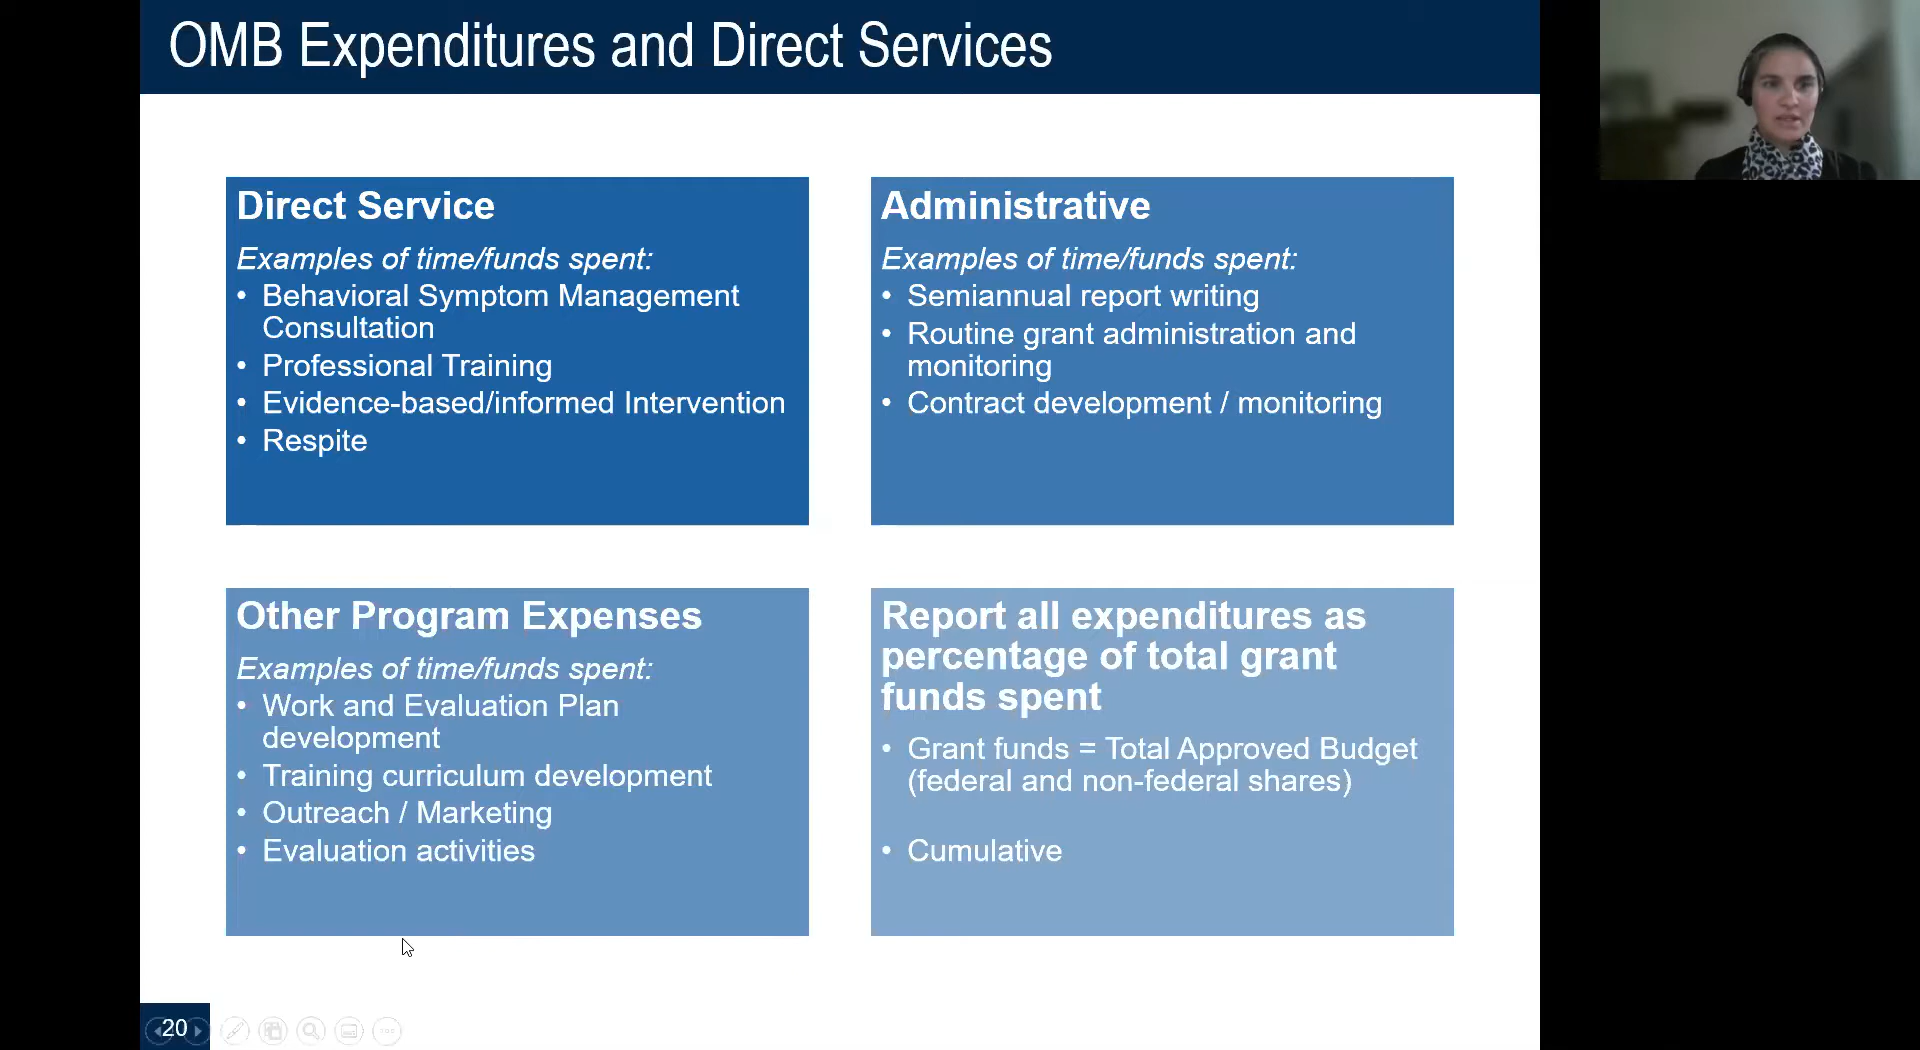 OMB Expenditures and Direct Services
Direct Service
Examples of time/funds spent:
• Behavioral Symptom Management
Consultation
• Professional Training
• Evidence-based/informed Intervention
• Respite
Administrative
Examples of time/funds spent:
• Semiannual report writing
• Routine grant administration and
monitoring
• Contract development / monitoring
Other Program Expenses
Examples of time/funds spent:
• Work and Evaluation Plan
development
• Training curriculum development
• Outreach / Marketing
• Evaluation activities
Report all expenditures as
percentage of total grant
funds spent
• Grant funds = Total Approved Budget
(federal and non-federal shares)
• Cumulative
20